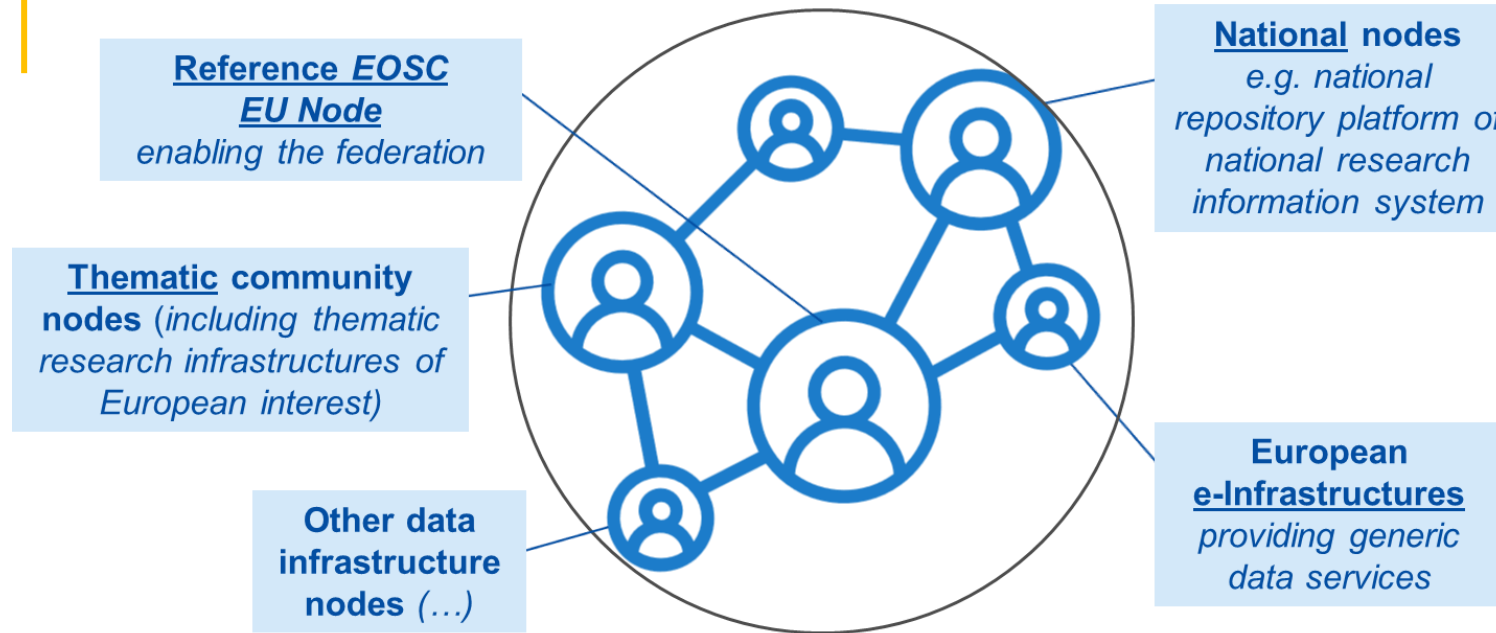 Reference EOSC
EU Node
enabling the federation
National nodes
e.g. national
repository platform of
national research
information system
Thematic community
nodes (including thematic
research infrastructures of
European interest)
Other data
infrastructure
nodes (…)
European
e-Infrastructures
providing generic
data services